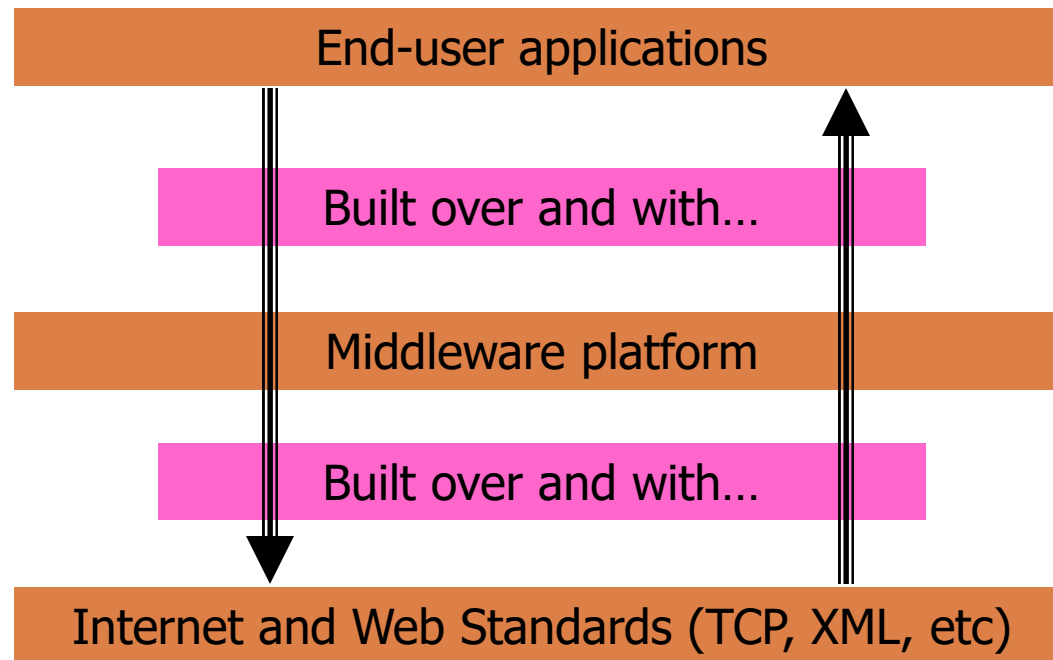 End-user applications
Built over and with…
Middleware platform
Built over and with…
Internet and Web Standards (TCP, XML, etc)